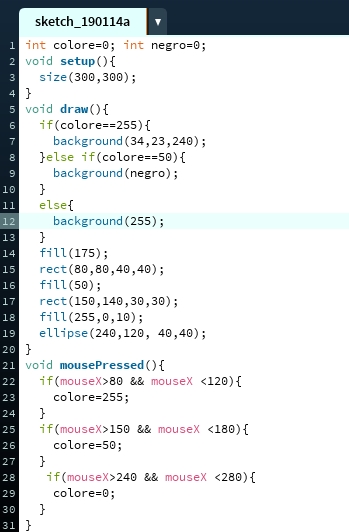 sketch_190114a ▼
1 int colore=0; int negro=0;
2 void setup(){
3   size(300,300);
4 }
5 void draw(){
6   if(colore==255){
7     background(34,23,240);
8   }else if(colore==50){
9     background(negro);
10   }
11   else{
12     background(255);
13   }
14   fill(175);
15   rect(80,80,40,40);
16   fill(50);
17   rect(150,140,30,30);
18   fill(255,0,10);
19   ellipse(240,120, 40,40);
20 }
21 void mousePressed(){
22   if(mouseX>80 && mouseX <120){
23     colore=255;
24   }
25   if(mouseX>150 && mouseX <180){
26     colore=50;
27   }
28    if(mouseX>240 && mouseX <280){
29     colore=0;
30   }
31 }